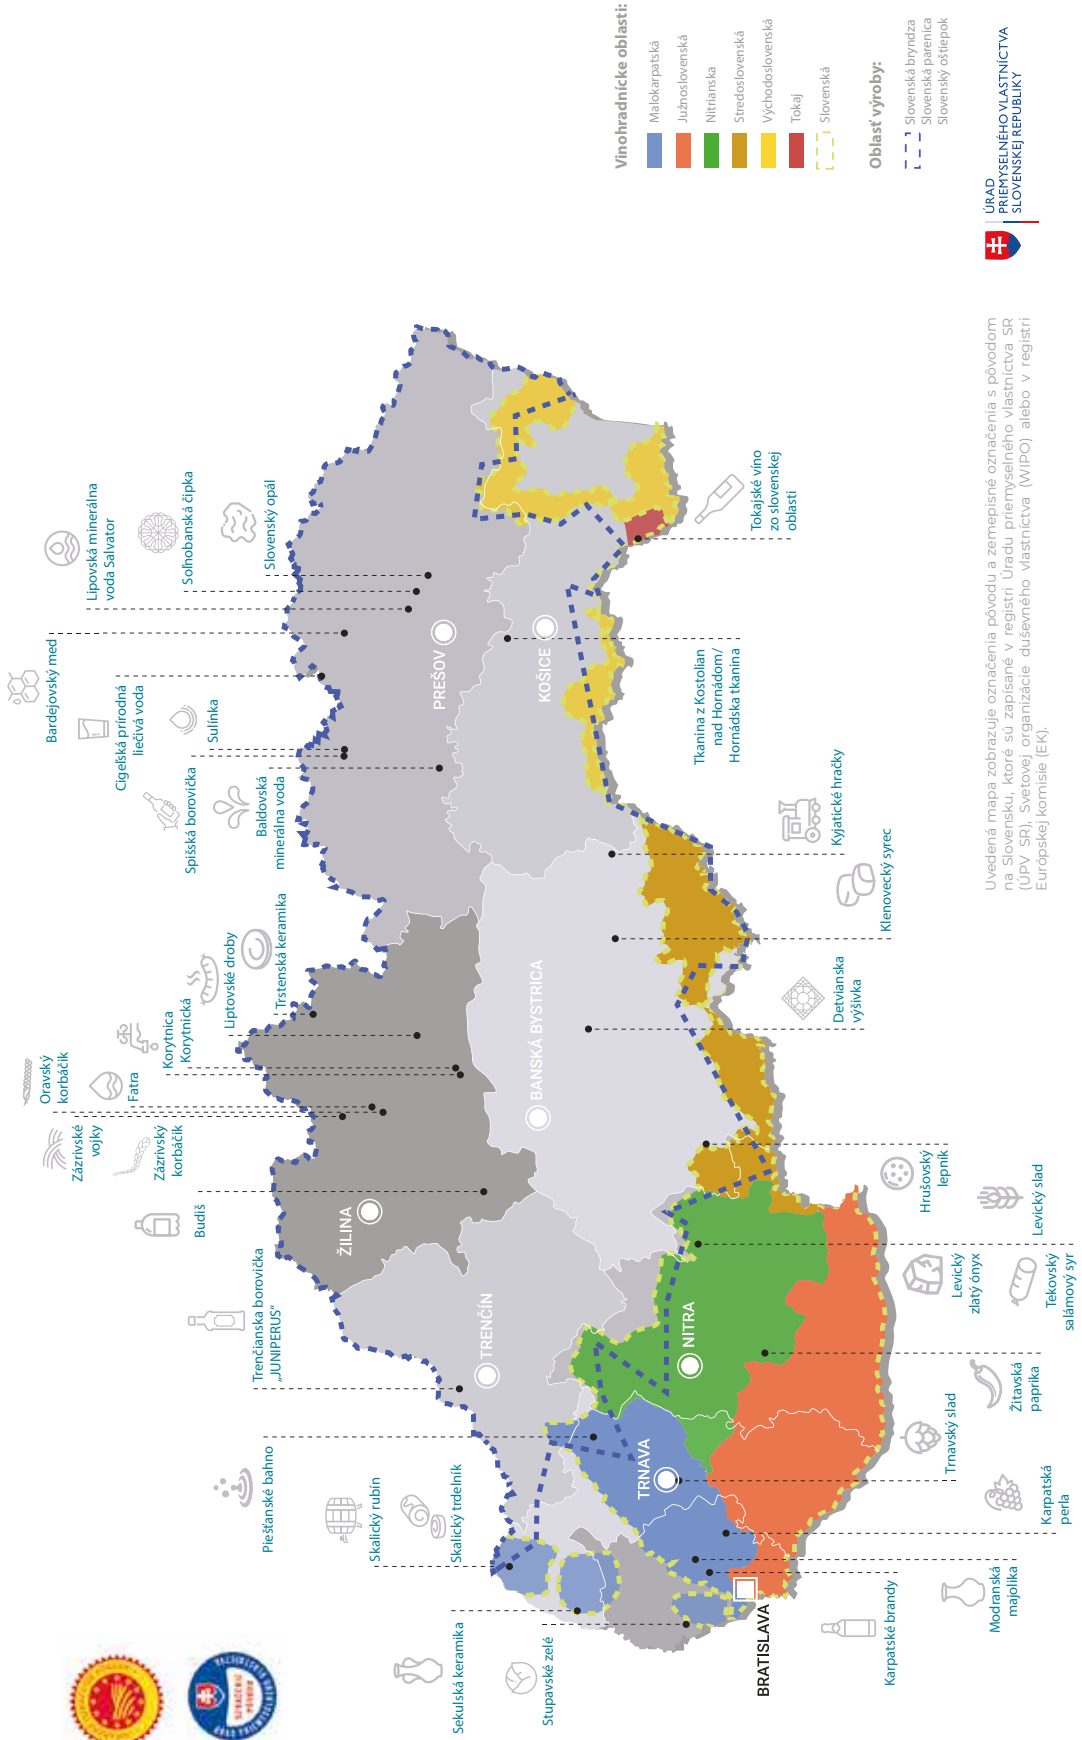 Bardejovský med
Lipovská minerálna
voda Salvator
Soľnobanská čipka
Slovenský opál
Cigeľská prírodná
liečivá voda
Sulinka
Spišská borovička
Baldovská
minerálna voda
Oravský
korbáčik
Fatra
Korytnica
Korytnická
Liptovské droby
Trstenská keramika
Zázrivské
vojky
Zázrivský
korbáčik
Budiš
Trenčianska borovička
„JUNIPERUS“
Piešťanské bahno
Skalický rubín
Skalický trdelník
Sekulská keramika
Stupavské zelé
ŽILINA
TRENČÍN
PREŠOV
KOŠICE
BANSKÁ BYSTRICA
NITRA
TRNAVA
BRATISLAVA
Karpatské brandy
Modranská
majolika
Karpatská
perla
Trnavský slad
Žitavská
paprika
Levický
zlatý ónyx
Tekovský
salámový syr
Levický slad
Hrušovský
lepník
Detvianska
výšivka
Klenovecký syrec
Kyjatické hračky
Tkanina z Kostolian
nad Hornádom/
Hornádska tkanina
Tokajské víno
zo slovenskej
oblasti
Vinohradnícke oblasti:
Malokarpatská
Južnoslovenská
Nitrianska
Stredoslovenská
Východoslovenská
Tokaj
Slovenská
Oblasť výroby:
Slovenská bryndza
Slovenská parenica
Slovenský oštiepok
Uvedená mapa zobrazuje označenia pôvodu a zemepisné označenia s pôvodom
na Slovensku, ktoré sú zapísané v registri Úradu priemyselného vlastníctva SR
(ÚPV SR), Svetovej organizácie duševného vlastníctva (WIPO) alebo v registri
Európskej komisie (EK).
ÚRAD
PRIEMYSELNÉHO VLASTNÍCTVA
SLOVENSKEJ REPUBLIKY
OZNAČENIE
PÔVODU